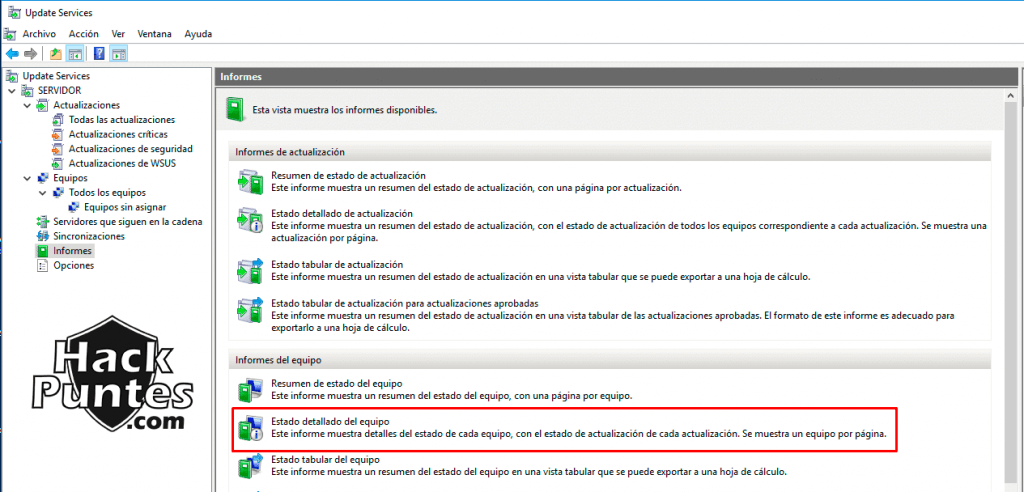 Update Services
Archivo Acción Ver Ventana Ayuda
Update Services
SERVIDOR
Actualizaciones
Todas las actualizaciones
Actualizaciones críticas
Actualizaciones de seguridad
Actualizaciones de WSUS
Equipos
Todos los equipos
Equipos sin asignar
Servidores que siguen en la cadena
Sincronizaciones
Informes
Opciones
Hack
Puntes
.com
Informes
Esta vista muestra los informes disponibles.
Informes de actualización
Resumen de estado de actualización
Este informe muestra un resumen del estado de actualización, con una página por actualización.
Estado detallado de actualización
Este informe muestra un resumen del estado de actualización, con el estado de actualización de todos los equipos correspondiente a cada actualización. Se muestra una
actualización por página.
Estado tabular de actualización
Este informe muestra un resumen del estado de actualización en una vista tabular que se puede exportar a una hoja de cálculo.
Estado tabular de actualización para actualizaciones aprobadas
Este informe muestra un resumen del estado de actualización en una vista tabular de las actualizaciones aprobadas. El formato de este informe es adecuado para
exportarlo a una hoja de cálculo.
Informes del equipo
Resumen de estado del equipo
Este informe muestra un resumen del estado del equipo, con una página por equipo.
Estado detallado del equipo
Este informe muestra detalles del estado de cada equipo, con el estado de actualización de cada actualización. Se muestra un equipo por página.
Estado tabular del equipo
Este informe muestra un resumen del estado del equipo en una vista tabular que se puede exportar a una hoja de cálculo.